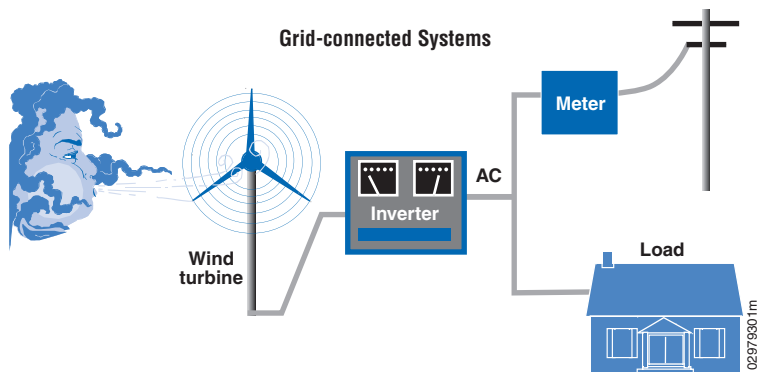 Grid-connected Systems
Meter
AC
Inverter
Wind
turbine
Load
02979301m